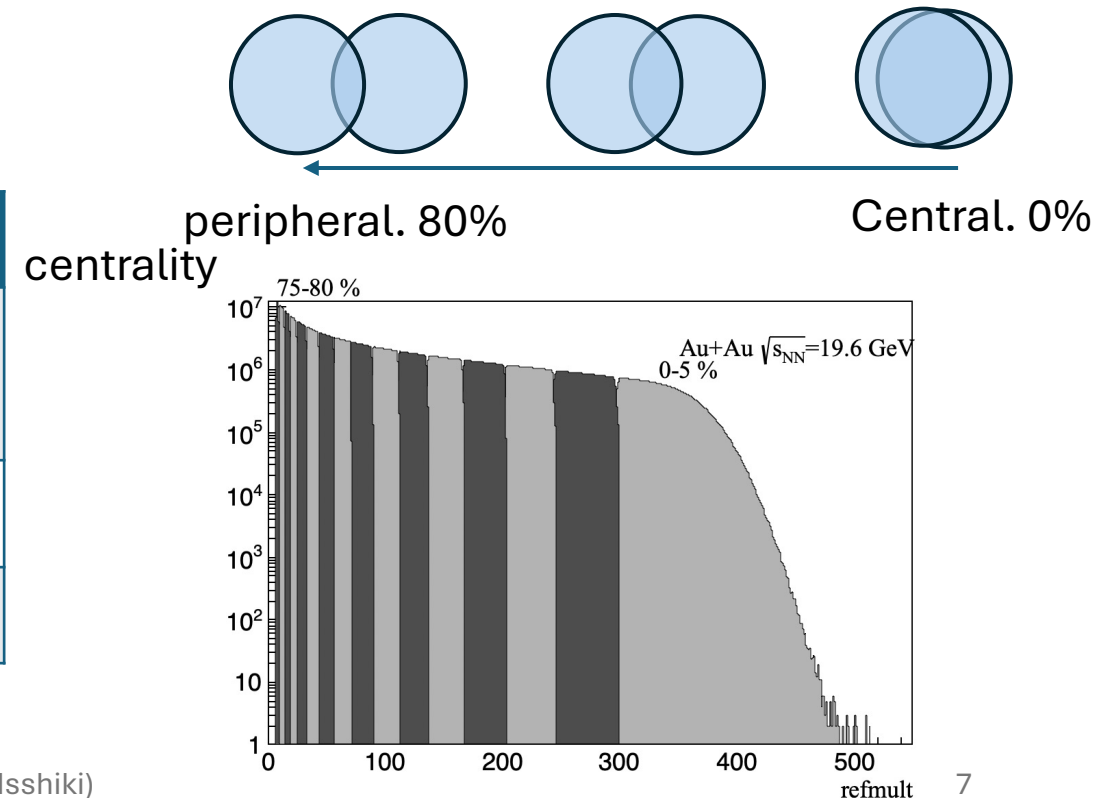 peripheral. 80%
Central. 0%
centrality
75-80 %
Au+Au √sNN=19.6 GeV
0-5 %
10⁷
10⁶
10⁵
10⁴
10³
10²
10
1
0 100 200 300 400 500
refmult
Isshiki)
7